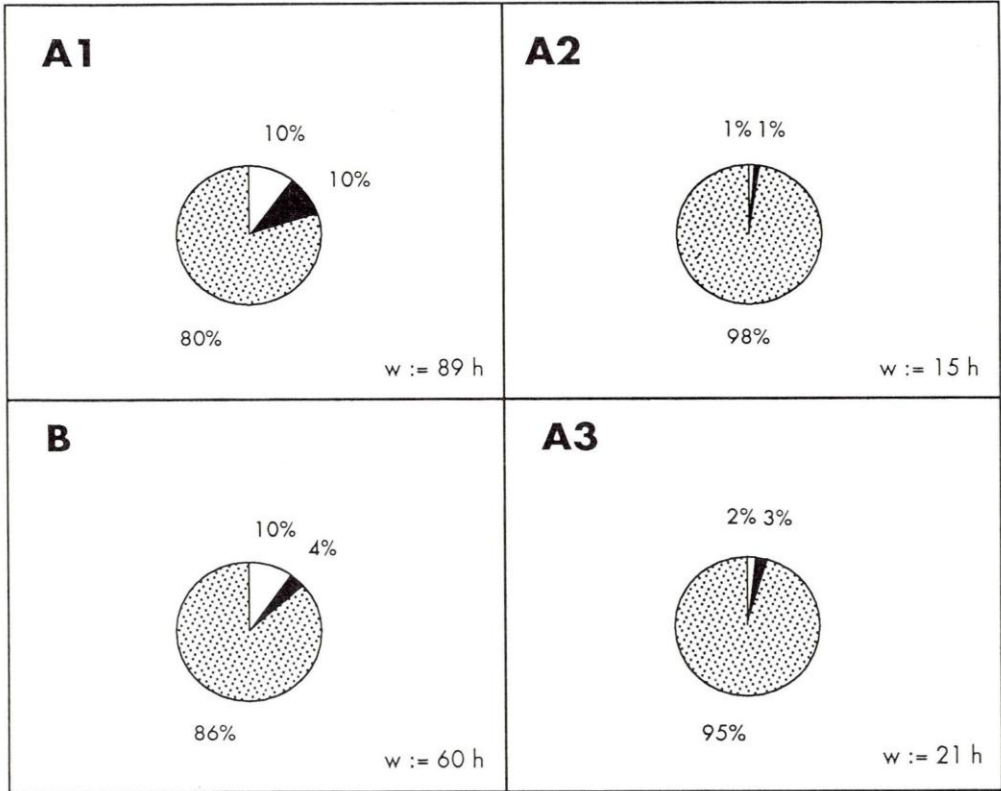 A1
10%
10%
80%
w := 89 h
A2
1% 1%
98%
w := 15 h
B
10%
4%
86%
w := 60 h
A3
2% 3%
95%
w := 21 h